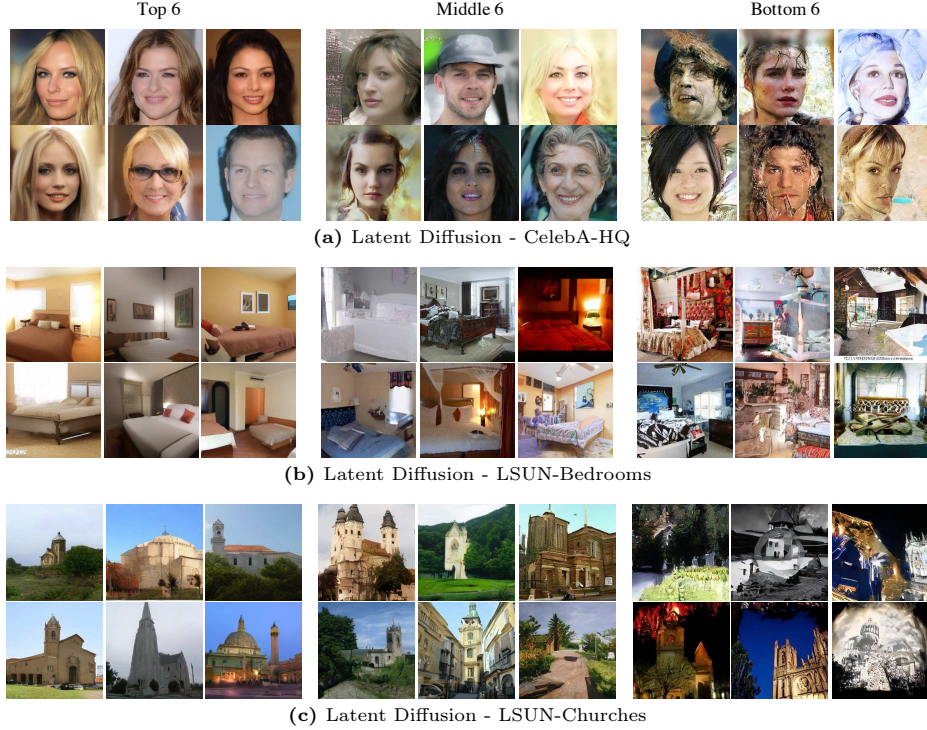 Top 6
Middle 6
Bottom 6
(a) Latent Diffusion - CelebA-HQ
(b) Latent Diffusion - LSUN-Bedrooms
(c) Latent Diffusion - LSUN-Churches